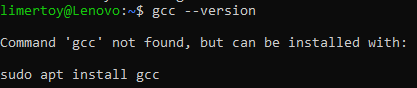 limertoy@Lenovo:~$ gcc --version
Command 'gcc' not found, but can be installed with:
sudo apt install gcc